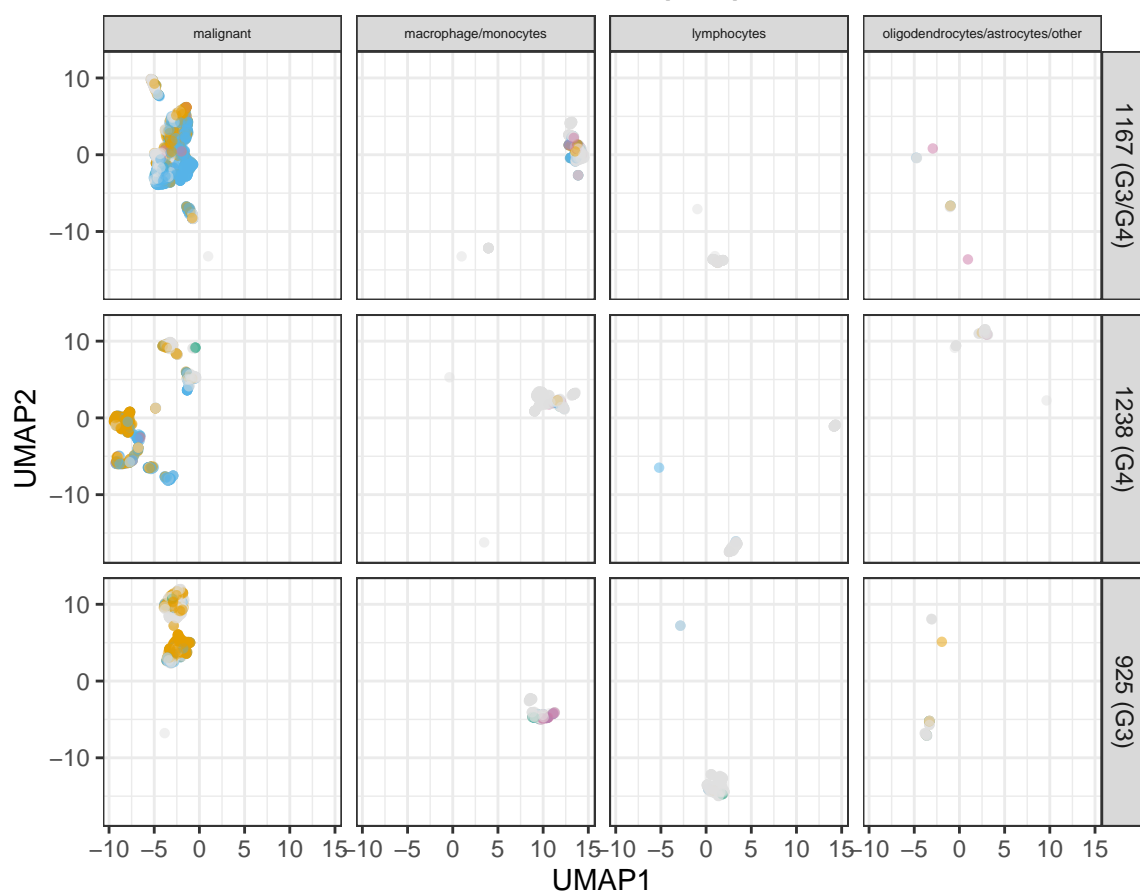 malignant
macrophage/monocytes
lymphocytes
oligodendrocytes/astrocytes/other
10
0
−10
1167 (G3/G4)
10
0
−10
1238 (G4)
10
0
−10
925 (G3)
UMAP2
−10 −5 0 5 10 15
−10 −5 0 5 10 15
−10 −5 0 5 10 15
−10 −5 0 5 10 15
UMAP1